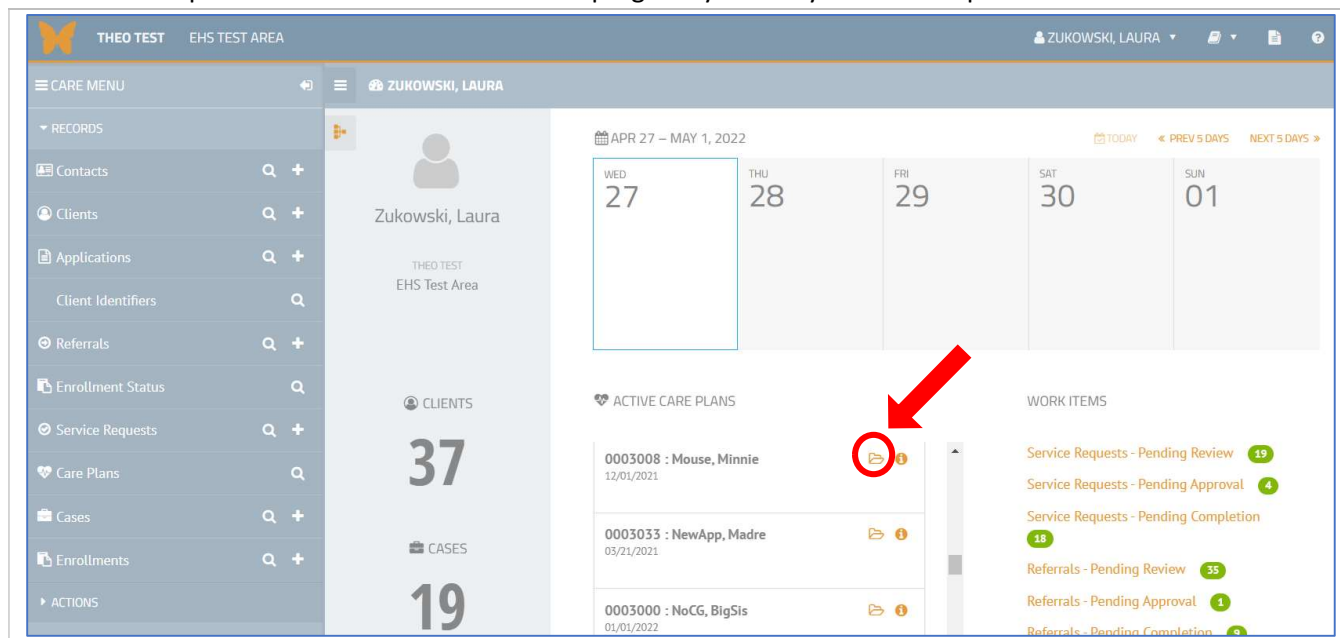 THEO TEST EHS TEST AREA ZUKOWSKI, LAURA
CARE MENU
ZUKOWSKI, LAURA
RECORDS
Contacts
Clients
Applications
Client Identifiers
Referrals
Enrollment Status
Service Requests
Care Plans
Cases
Enrollments
ACTIONS
Zukowski, Laura
THEO TEST
EHS Test Area
CLIENTS
37
CASES
19
APR 27 – MAY 1, 2022 TODAY « PREV 5 DAYS NEXT 5 DAYS »
WED THU FRI SAT SUN
27 28 29 30 01
ACTIVE CARE PLANS
0003008 : Mouse, Minnie
12/01/2021
0003033 : NewApp, Madre
03/21/2021
0003000 : NoCG, BigSis
01/01/2022
WORK ITEMS
Service Requests - Pending Review 19
Service Requests - Pending Approval 4
Service Requests - Pending Completion
18
Referrals - Pending Review 35
Referrals - Pending Approval 1
Referrals - Pending Completion 9